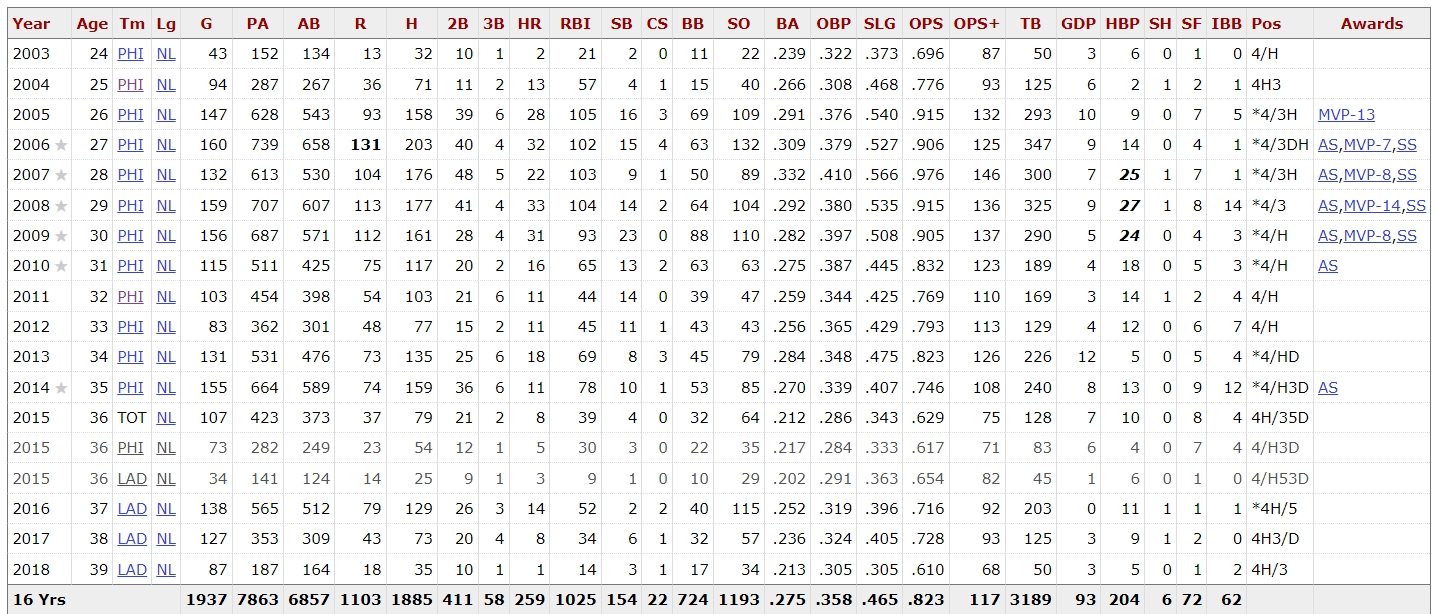 Year Age Tm Lg G PA AB R H 2B 3B HR RBI SB CS BB SO BA OBP SLG OPS OPS+ TB GDP HBP SH SF IBB Pos Awards
2003 24 PHI NL 43 152 134 13 32 10 1 2 21 2 0 11 22 .239 .322 .373 .696 87 50 3 6 0 1 0 4/H
2004 25 PHI NL 94 287 267 36 71 11 2 13 57 4 1 15 40 .266 .308 .468 .776 93 125 6 2 1 2 1 4H3
2005 26 PHI NL 147 628 543 93 158 39 6 28 105 16 3 69 109 .291 .376 .540 .915 132 293 10 9 0 7 5 *4/3H MVP-13
2006 ★ 27 PHI NL 160 739 658 131 203 40 4 32 102 15 4 63 132 .309 .379 .527 .906 125 347 9 14 0 4 1 *4/3DH AS,MVP-7,SS
2007 ★ 28 PHI NL 132 613 530 104 176 48 5 22 103 9 1 50 89 .332 .410 .566 .976 146 300 7 25 1 7 1 *4/3H AS,MVP-8,SS
2008 ★ 29 PHI NL 159 707 607 113 177 41 4 33 104 14 2 64 104 .292 .380 .535 .915 136 325 9 27 1 8 14 *4/3 AS,MVP-14,SS
2009 ★ 30 PHI NL 156 687 571 112 161 28 4 31 93 23 0 88 110 .282 .397 .508 .905 137 290 5 24 0 4 3 *4/H AS,MVP-8,SS
2010 ★ 31 PHI NL 115 511 425 75 117 20 2 16 65 13 2 63 63 .275 .387 .445 .832 123 189 4 18 0 5 3 *4/H AS
2011 32 PHI NL 103 454 398 54 103 21 6 11 44 14 0 39 47 .259 .344 .425 .769 110 169 3 14 1 2 4 4/H
2012 33 PHI NL 83 362 301 48 77 15 2 11 45 11 1 43 43 .256 .365 .429 .793 113 129 4 12 0 6 7 4/H
2013 34 PHI NL 131 531 476 73 135 25 6 18 69 8 3 45 79 .284 .348 .475 .823 126 226 12 5 0 5 4 *4/HD
2014 ★ 35 PHI NL 155 664 589 74 159 36 6 11 78 10 1 53 85 .270 .339 .407 .746 108 240 8 13 0 9 12 *4/H3D AS
2015 36 TOT NL 107 423 373 37 79 21 2 8 39 4 0 32 64 .212 .286 .343 .629 75 128 7 10 0 8 4 4H/35D
2015 36 PHI NL 73 282 249 23 54 12 1 5 30 3 0 22 35 .217 .284 .333 .617 71 83 6 4 0 7 4 4/H3D
2015 36 LAD NL 34 141 124 14 25 9 1 3 9 1 0 10 29 .202 .291 .363 .654 82 45 1 6 0 1 0 4/H53D
2016 37 LAD NL 138 565 512 79 129 26 3 14 52 2 2 40 115 .252 .319 .396 .716 92 203 0 11 1 1 1 *4H/5
2017 38 LAD NL 127 353 309 43 73 20 4 8 34 6 1 32 57 .236 .324 .405 .728 93 125 3 9 1 2 0 4H3/D
2018 39 LAD NL 87 187 164 18 35 10 1 1 14 3 1 17 34 .213 .305 .305 .610 68 50 3 5 0 1 2 4H/3
16 Yrs 1937 7863 6857 1103 1885 411 58 259 1025 154 22 724 1193 .275 .358 .465 .823 117 3189 93 204 6 72 62